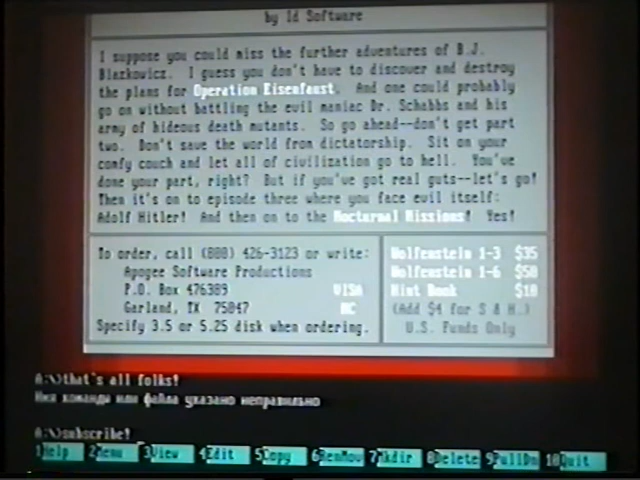 by Id Software
I suppose you could miss the further adventures of B.J.
Blazkowicz. I guess you don't have to discover and destroy
the plans for Operation Eisenfaust. And one could probably
go on without battling the evil maniac Dr. Schabbs and his
army of hideous death mutants. So go ahead--don't get part
two. Don't save the world from dictatorship. Sit on your
comfy couch and let all of civilization go to hell. You've
done your part, right? But if you've got real guts--let's go!
Then it's on to episode three where you face evil itself:
Adolf Hitler! And then on to the Nocturnal Missions! Yes!
To order, call (800) 426-3123 or write:
Apogee Software Productions
P.O. Box 476389 VISA
Garland, TX 75047 MC
Specify 3.5 or 5.25 disk when ordering.
Wolfenstein 1-3 $35
Wolfenstein 1-6 $50
Hint Book $10
(Add $4 for S & H.)
U.S. Funds Only
A:\>that's all folks!
Имя команды или файла указано неправильно
A:\>subscribe!
1Help 2Menu 3View 4Edit 5Copy 6RenMov 7Mkdir 8Delete 9PullDn 10Quit